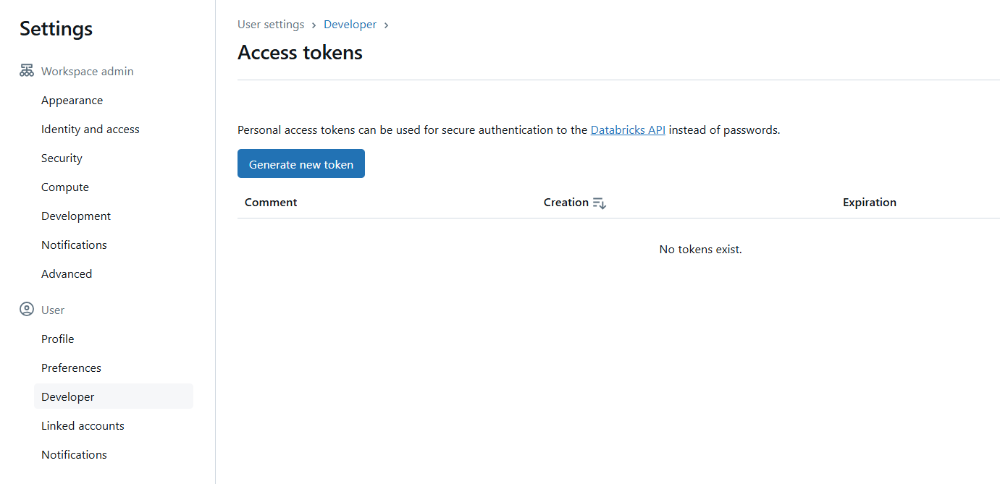 Settings
Workspace admin
Appearance
Identity and access
Security
Compute
Development
Notifications
Advanced
User
Profile
Preferences
Developer
Linked accounts
Notifications
User settings > Developer >
Access tokens
Personal access tokens can be used for secure authentication to the Databricks API instead of passwords.
Generate new token
Comment Creation Expiration
No tokens exist.